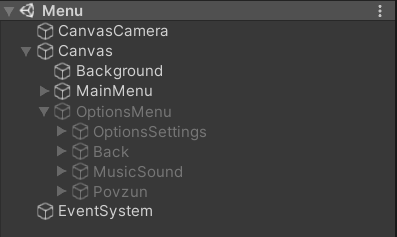 Menu
CanvasCamera
Canvas
Background
MainMenu
OptionsMenu
OptionsSettings
Back
MusicSound
Povzun
EventSystem